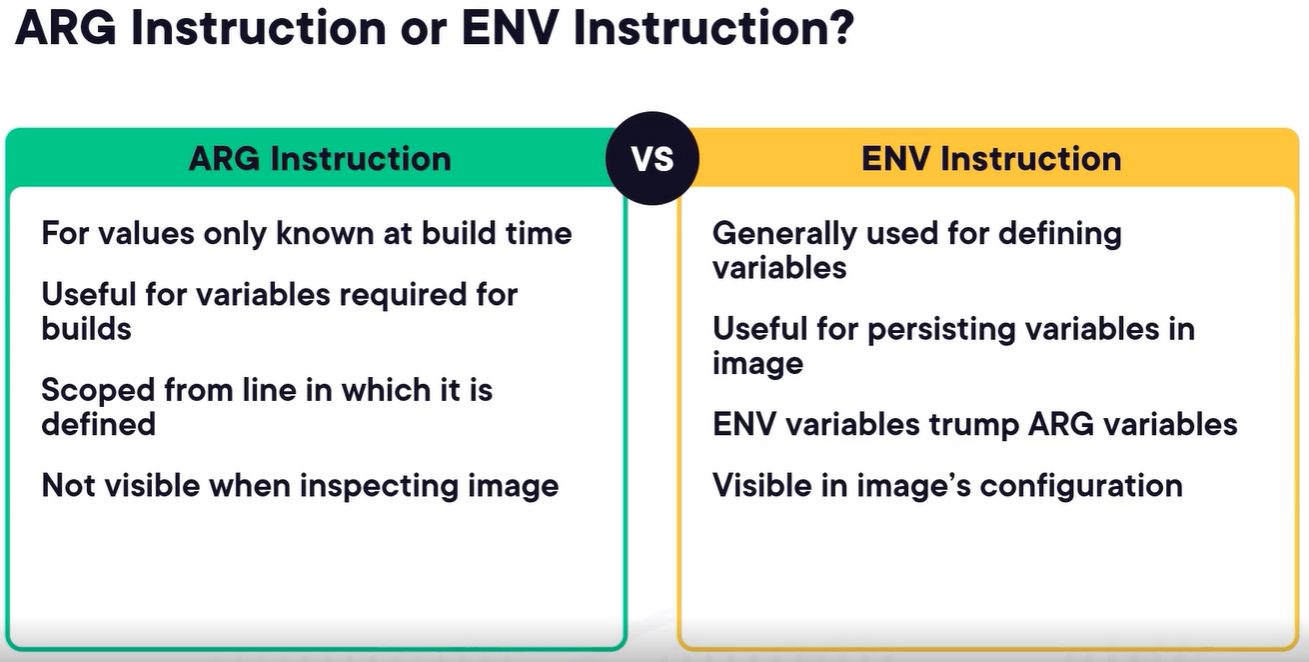 ARG Instruction or ENV Instruction?
ARG Instruction
VS
ENV Instruction
For values only known at build time
Useful for variables required for
builds
Scoped from line in which it is
defined
Not visible when inspecting image
Generally used for defining
variables
Useful for persisting variables in
image
ENV variables trump ARG variables
Visible in image’s configuration